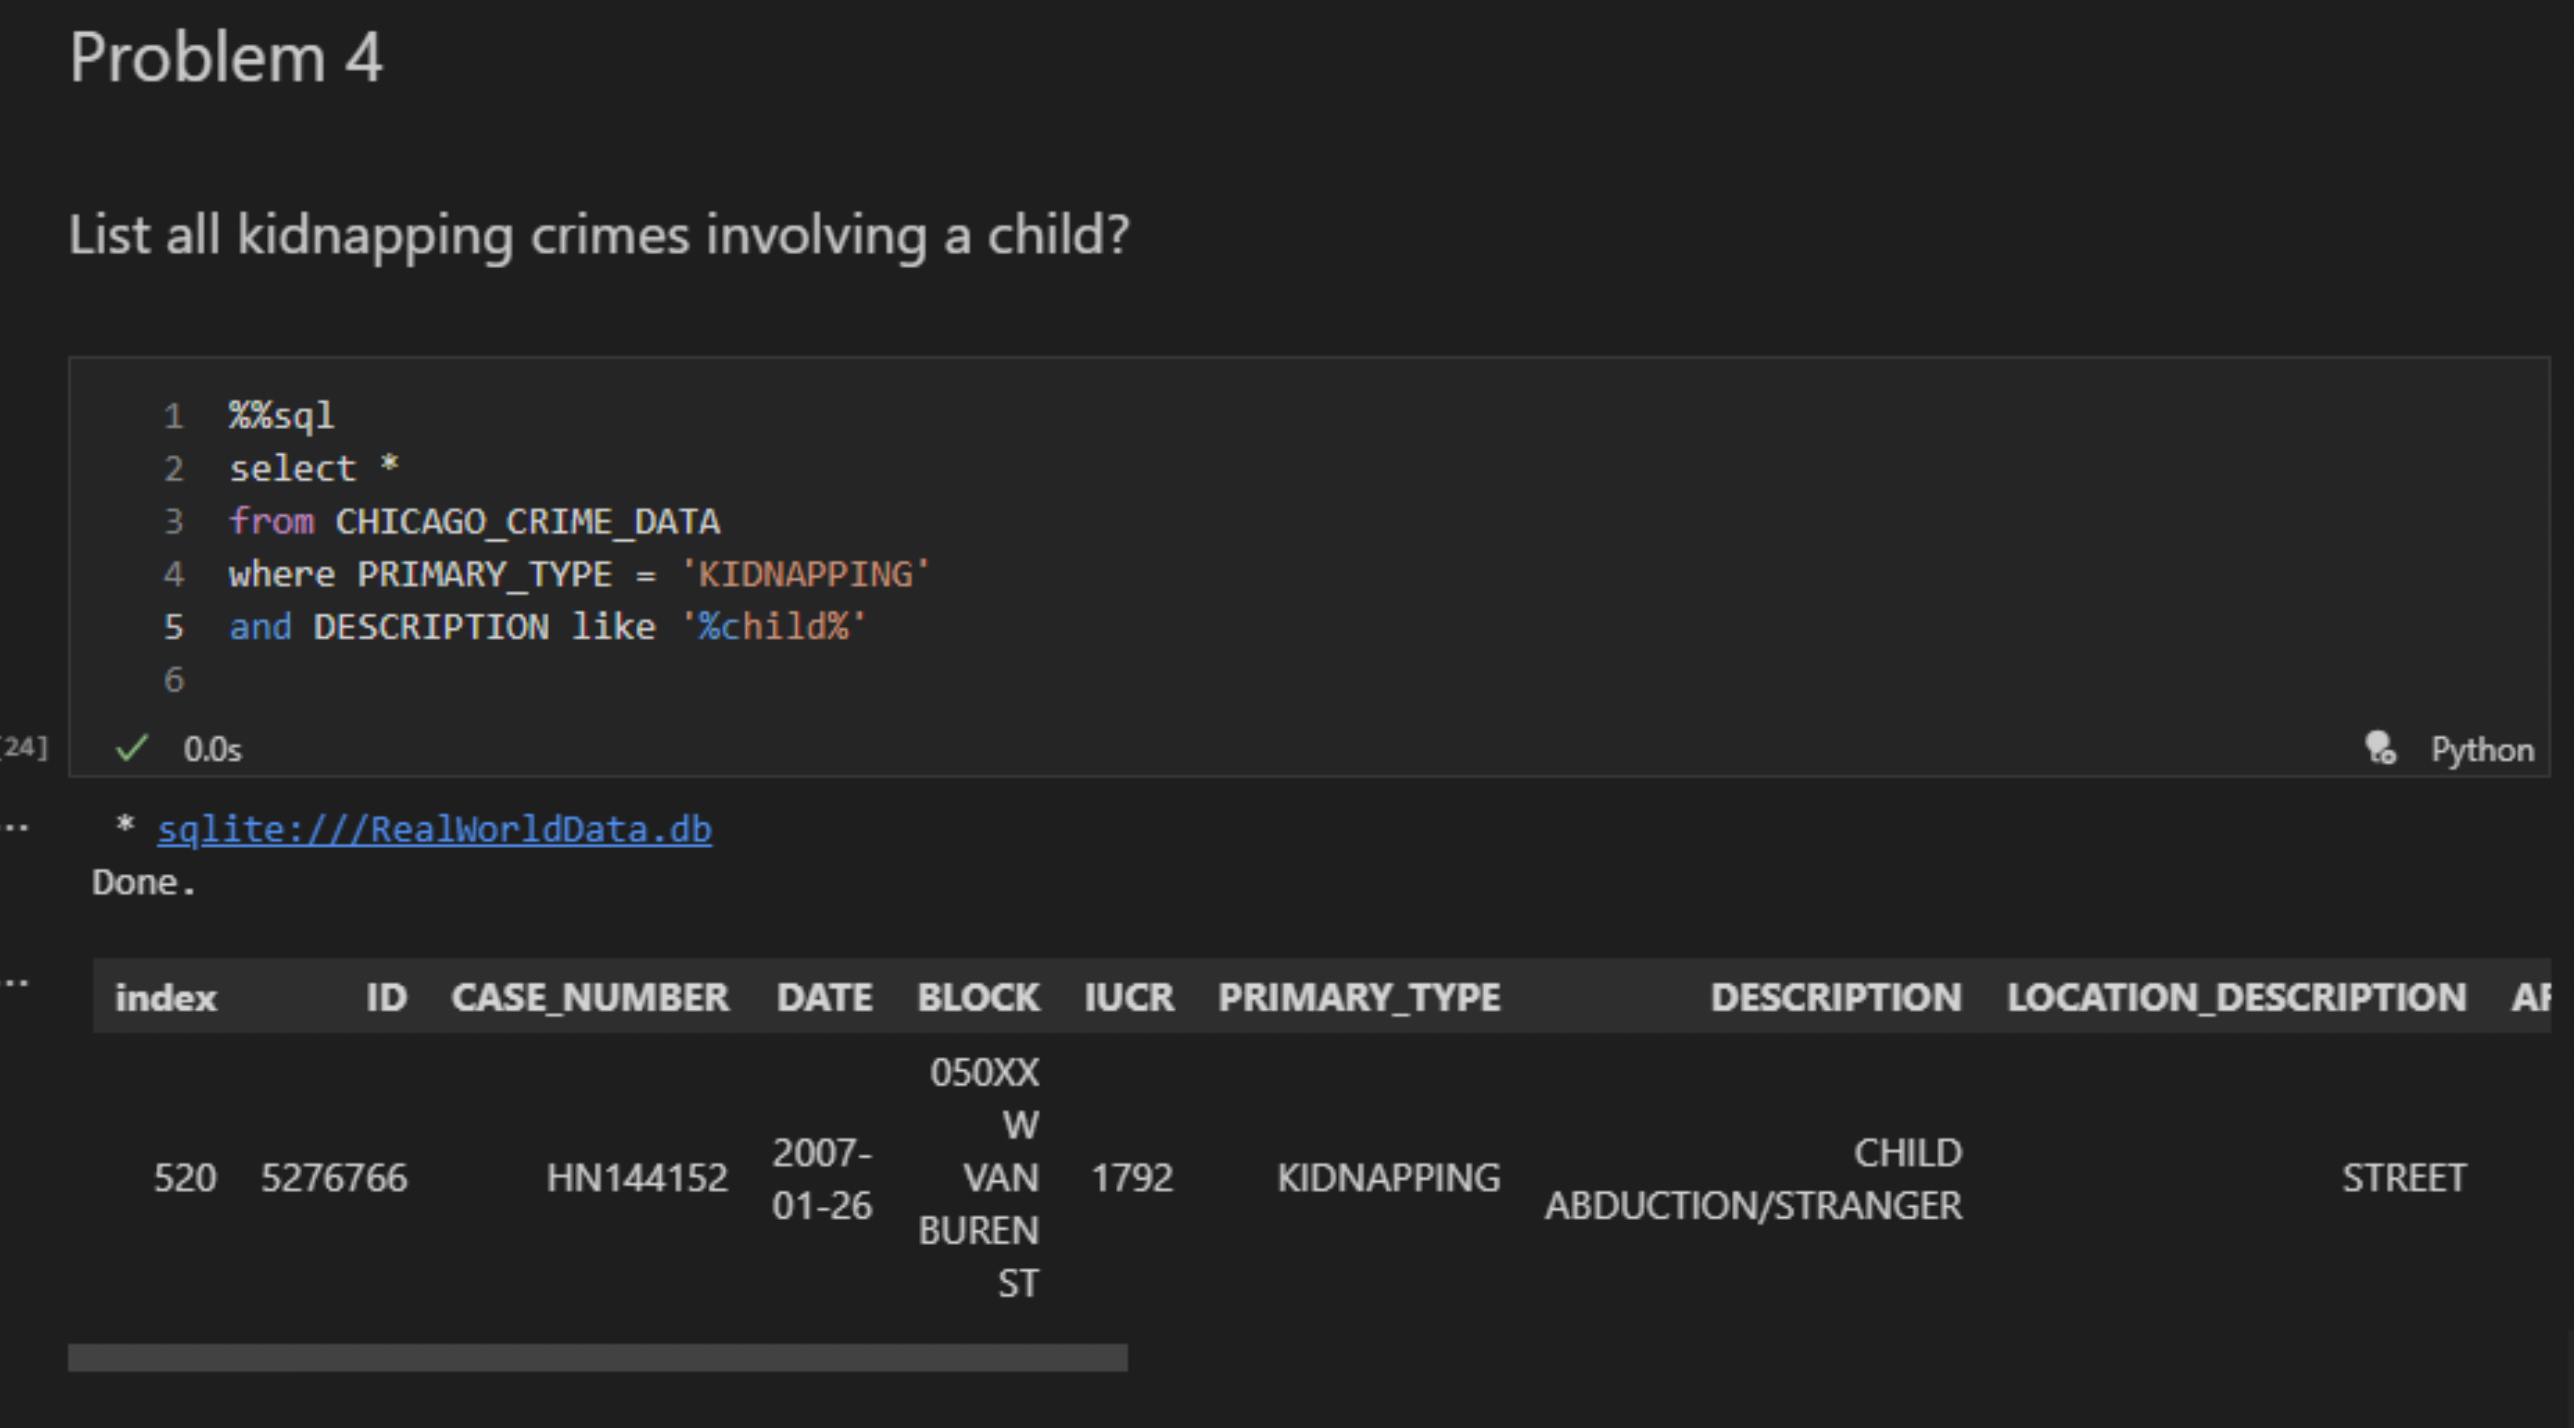 Problem 4
List all kidnapping crimes involving a child?
1 %%sql
2 select *
3 from CHICAGO_CRIME_DATA
4 where PRIMARY_TYPE = 'KIDNAPPING'
5 and DESCRIPTION like '%child%'
6
24]
0.0s
Python
* sqlite:///RealWorldData.db
Done.
index ID CASE_NUMBER DATE BLOCK IUCR PRIMARY_TYPE DESCRIPTION LOCATION_DESCRIPTION
520 5276766 HN144152 2007-
01-26 050XX
W
VAN
BUREN
ST 1792 KIDNAPPING CHILD
ABDUCTION/STRANGER STREET